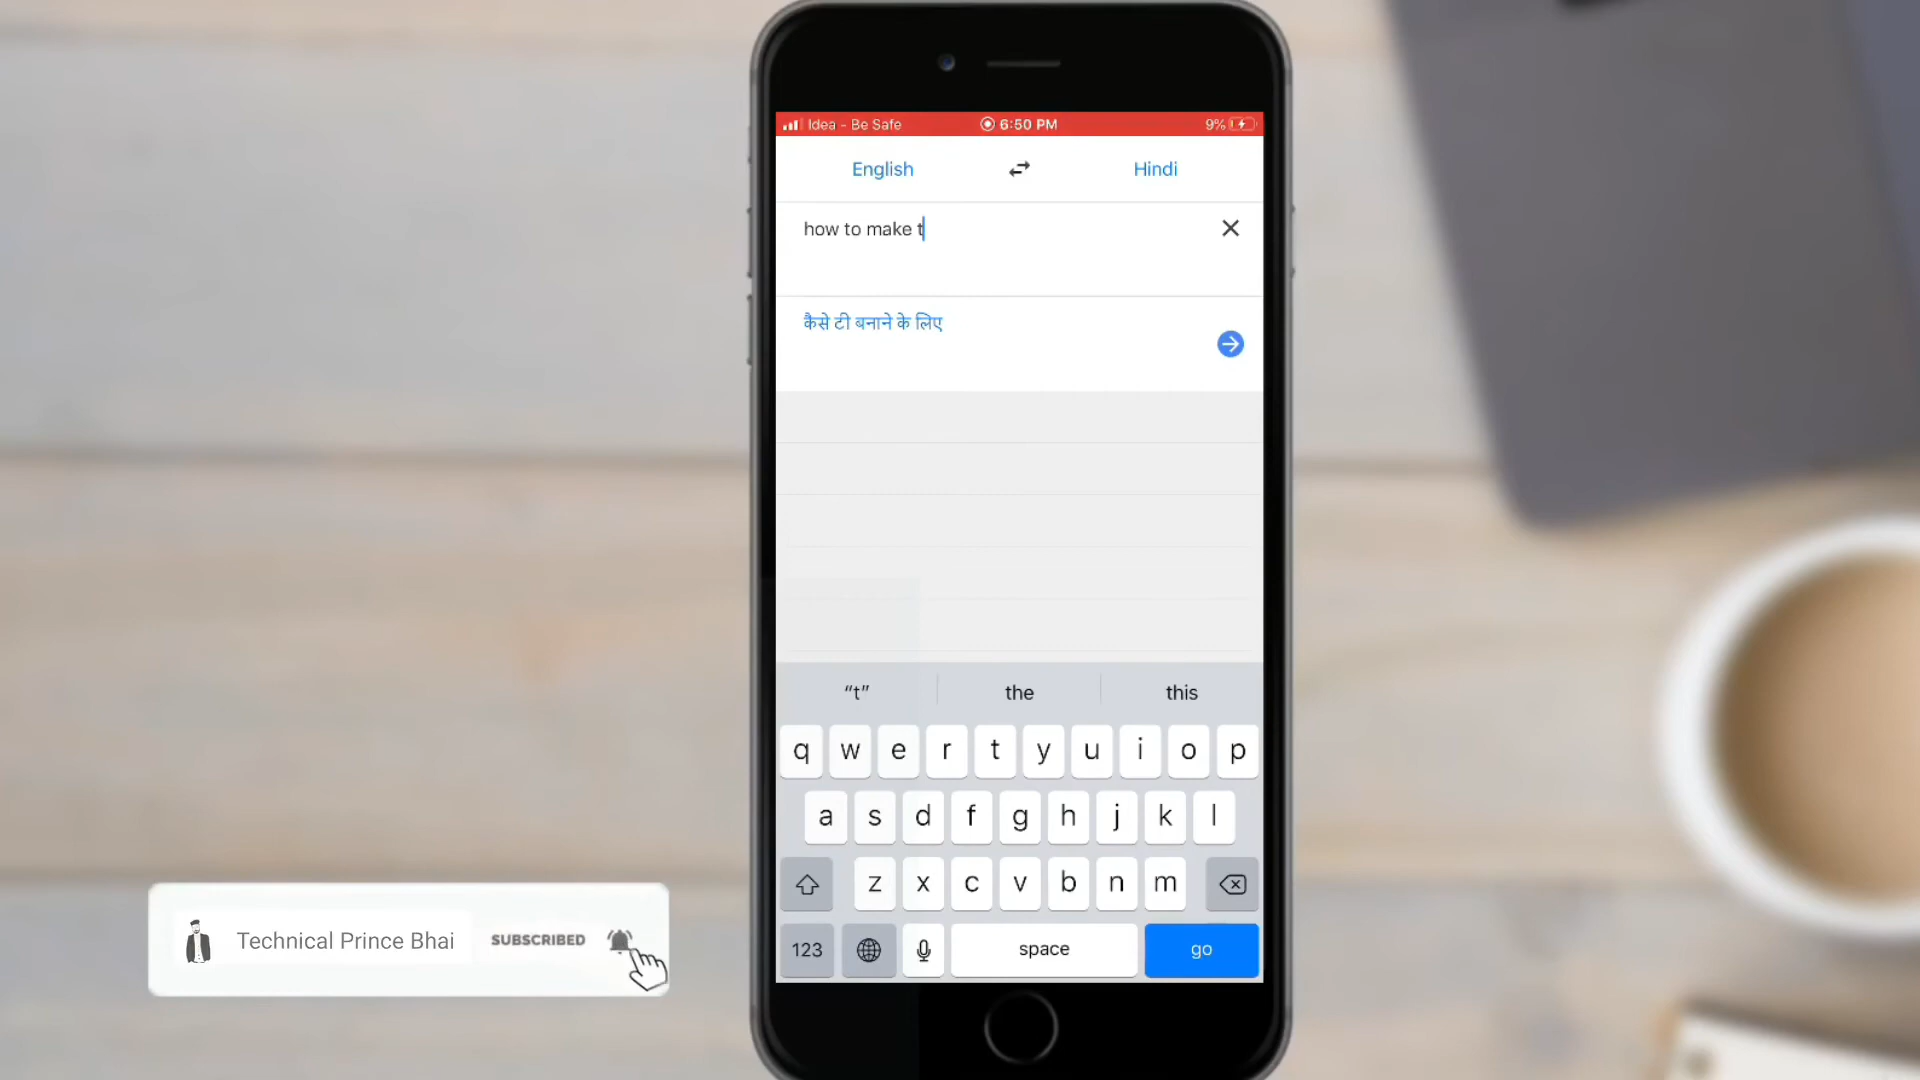 Idea - Be Safe
6:50 PM
9%
English
Hindi
how to make t
कैसे टी बनाने के लिए
“t”
the
this
q w e r t y u i o p
a s d f g h j k l
z x c v b n m
123
space
go
Technical Prince Bhai
SUBSCRIBED